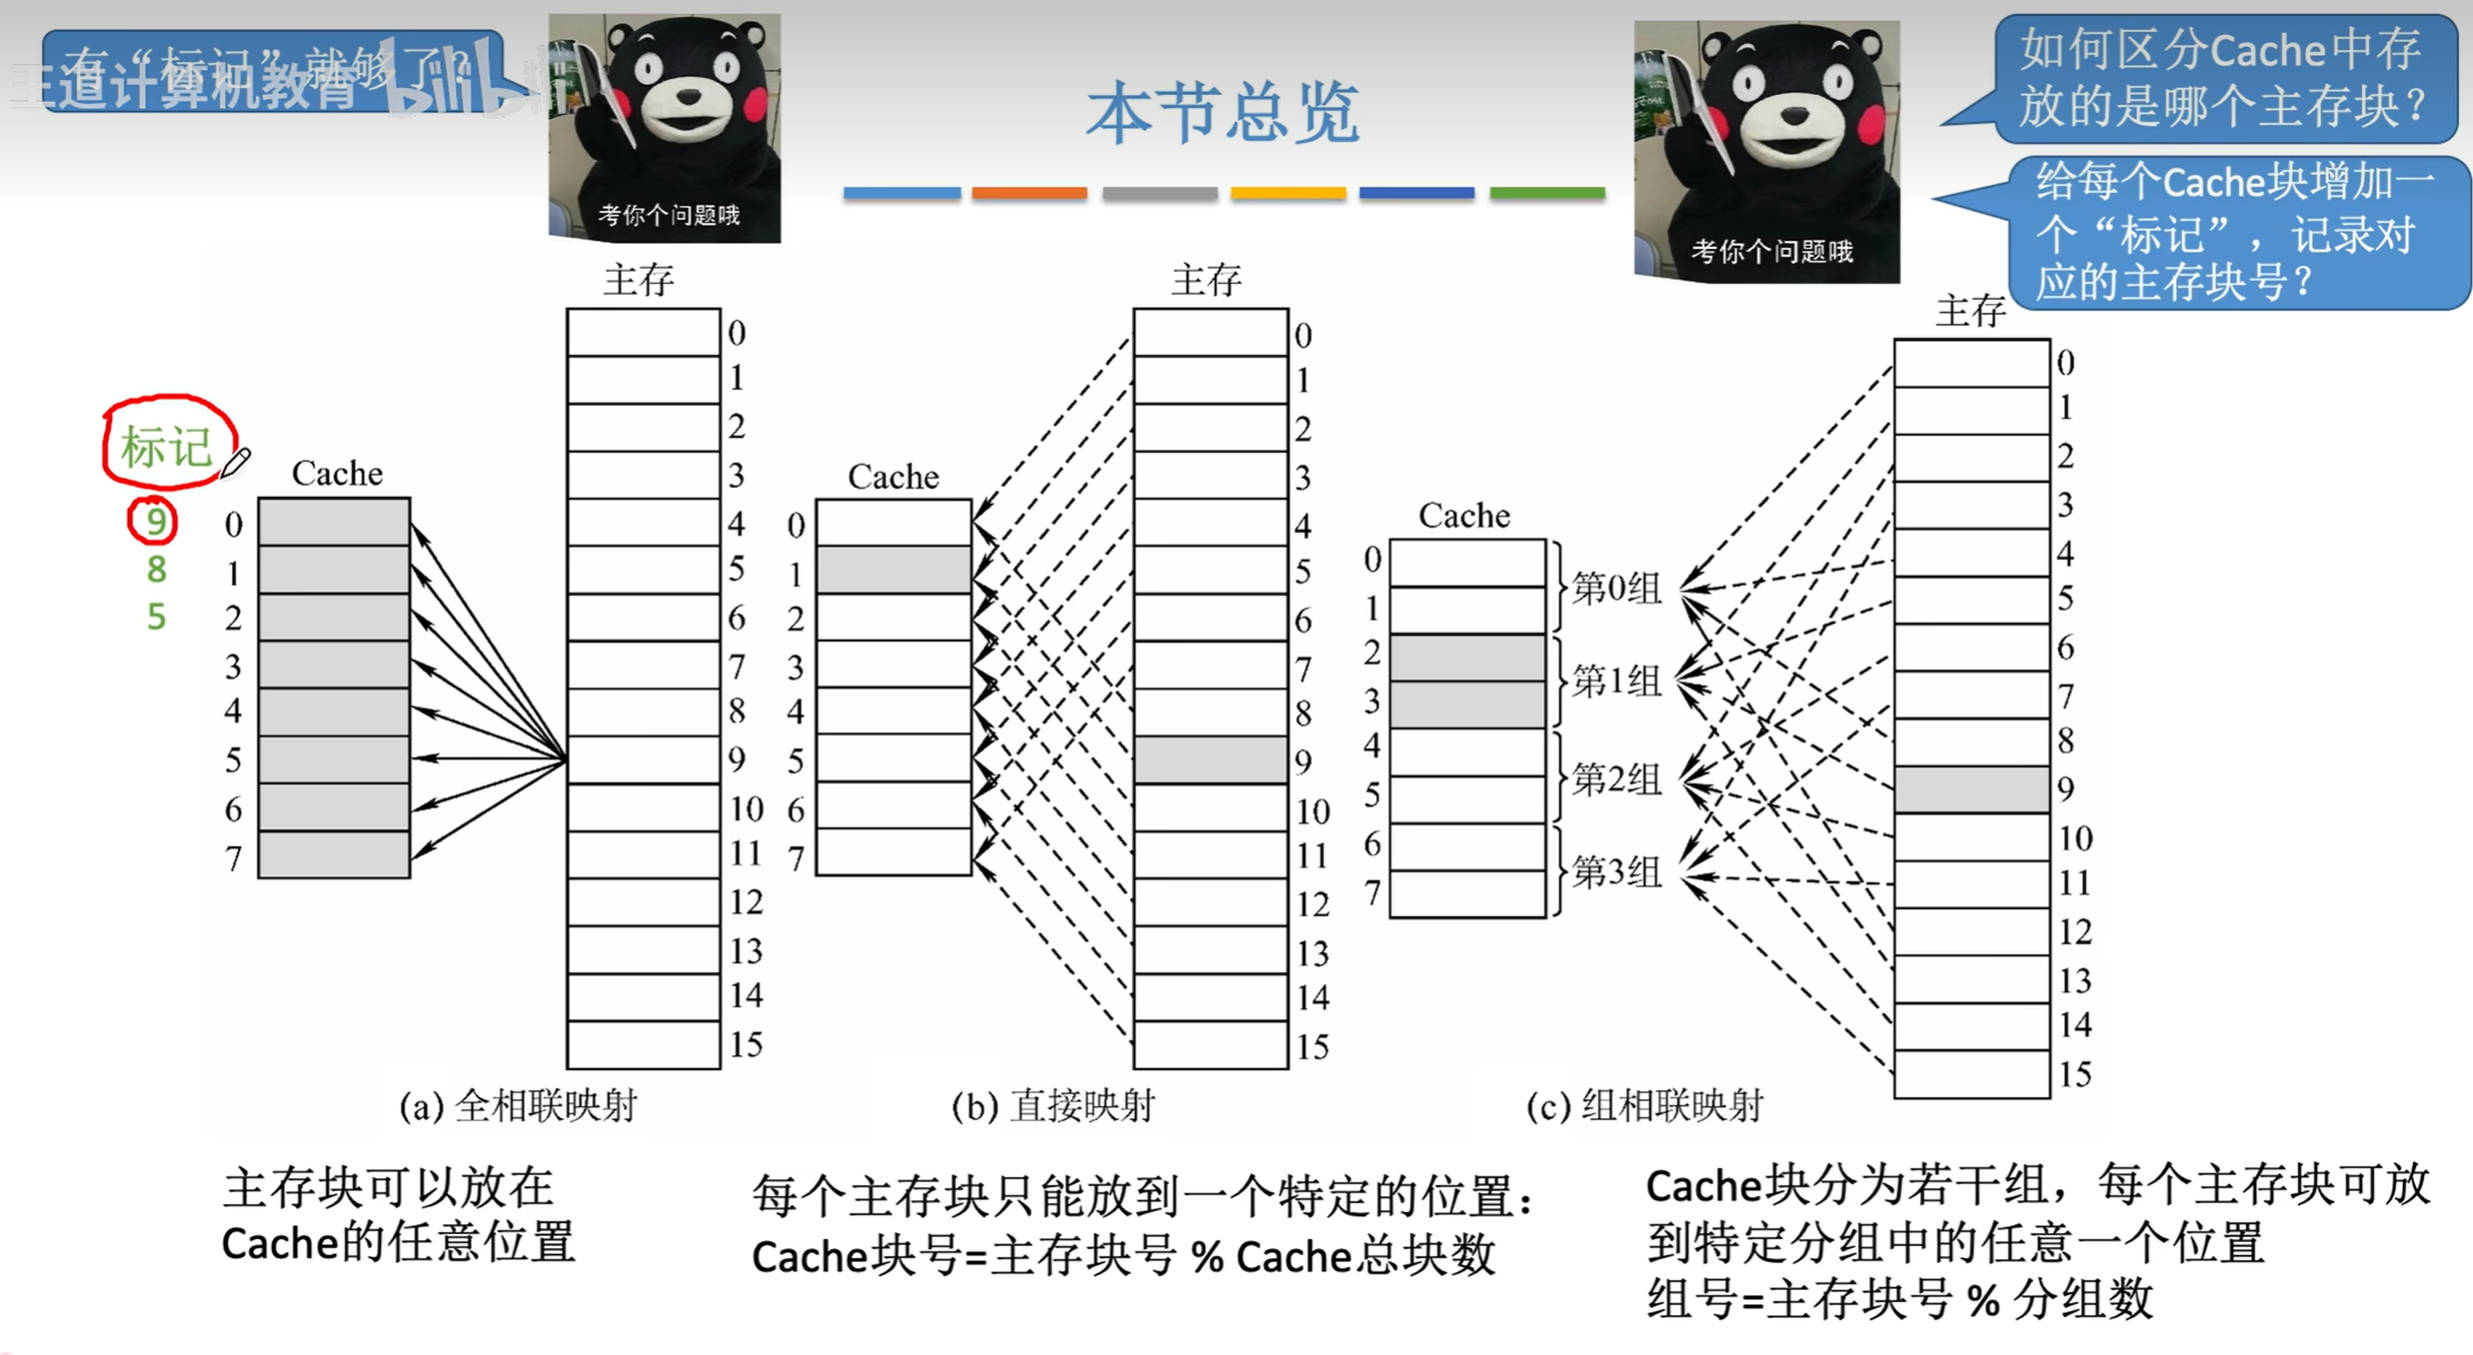 有“标记”就够了？
王道计算机教育
bilibili
考你个问题哦
本节总览
考你个问题哦
如何区分Cache中存
放的是哪个主存块？
给每个Cache块增加一
个“标记”，记录对
应的主存块号？
标记
9
8
5
Cache
0
1
2
3
4
5
6
7
主存
0
1
2
3
4
5
6
7
8
9
10
11
12
13
14
15
(a) 全相联映射
主存块可以放在
Cache的任意位置
Cache
0
1
2
3
4
5
6
7
主存
0
1
2
3
4
5
6
7
8
9
10
11
12
13
14
15
(b) 直接映射
每个主存块只能放到一个特定的位置：
Cache块号=主存块号 % Cache总块数
Cache
0
1
2
3
4
5
6
7
第0组
第1组
第2组
第3组
主存
0
1
2
3
4
5
6
7
8
9
10
11
12
13
14
15
(c) 组相联映射
Cache块分为若干组，每个主存块可放
到特定分组中的任意一个位置
组号=主存块号 % 分组数